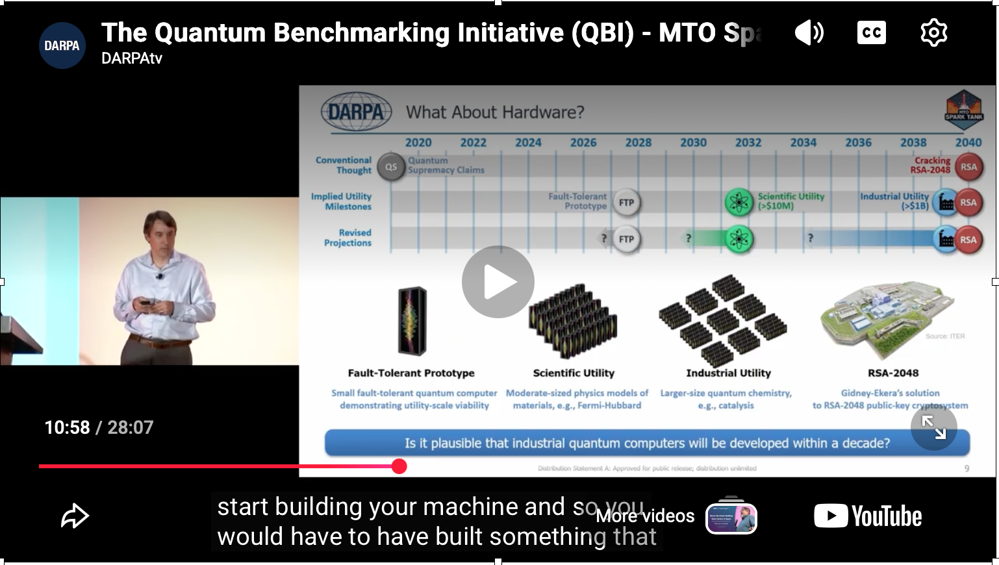 The Quantum Benchmarking Initiative (QBI) - MTO Spa
DARPA
DARPAtv
CC
DARPA
What About Hardware?
MTO
SPARK TANK
2020 2022 2024 2026 2028 2030 2032 2034 2036 2038 2040
Conventional
Thought
QS
Quantum
Supremacy Claims
Cracking
RSA-2048
RSA
Implied Utility
Milestones
Fault-Tolerant
Prototype
FTP
Scientific Utility
(>$10M)
Industrial Utility
(>$1B)
RSA
Revised
Projections
?
FTP
?
?
RSA
Source: ITER
Fault-Tolerant Prototype
Small fault-tolerant quantum computer
demonstrating utility-scale viability
Scientific Utility
Moderate-sized physics models of
materials, e.g., Fermi-Hubbard
Industrial Utility
Larger-size quantum chemistry,
e.g., catalysis
RSA-2048
Gidney-Ekera's solution
to RSA-2048 public-key cryptosystem
Is it plausible that industrial quantum computers will be developed within a decade?
Distribution Statement A: Approved for public release; distribution unlimited
9
10:58 / 28:07
start building your machine and so you
would have to have built something that
More videos
YouTube